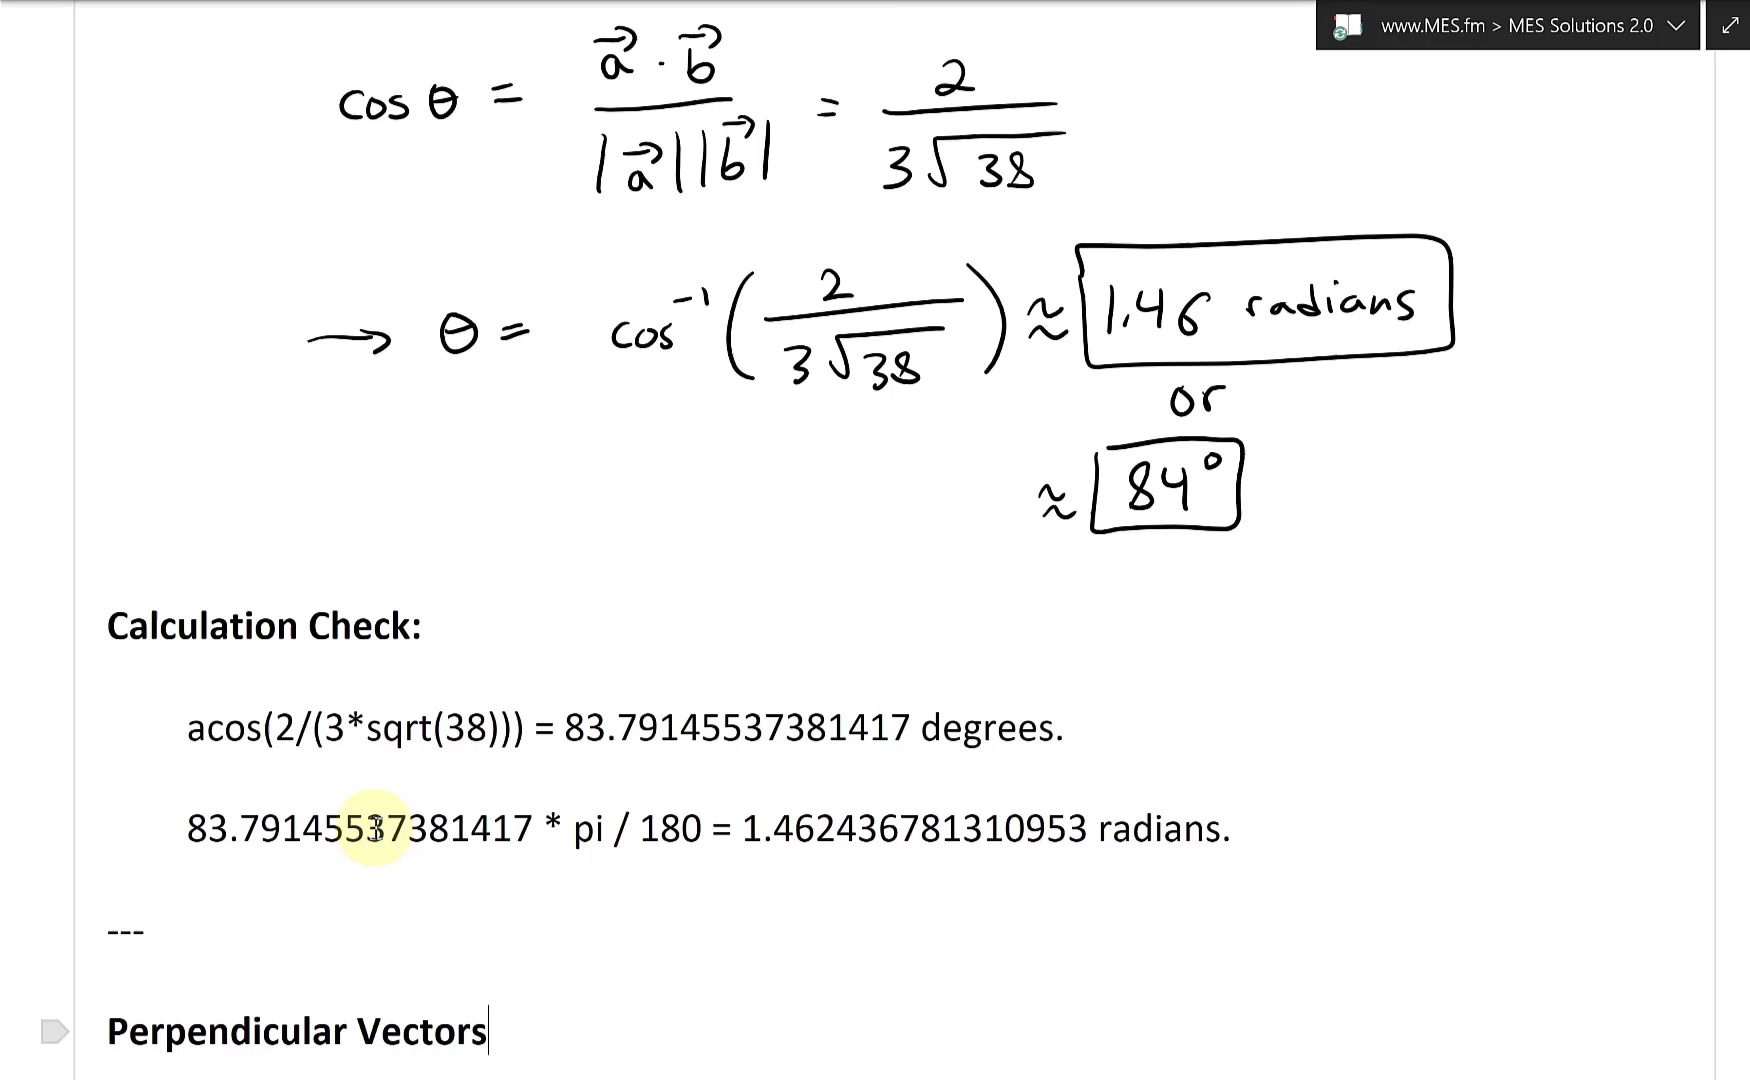 www.MES.fm > MES Solutions 2.0
cos θ = a⃗ · b⃗ / |a⃗||b⃗| = 2 / 3√38
→ θ = cos⁻¹(2 / 3√38) ≈ 1.46 radians
or
≈ 84°
Calculation Check:
acos(2/(3*sqrt(38))) = 83.79145537381417 degrees.
83.79145537381417 * pi / 180 = 1.462436781310953 radians.
---
Perpendicular Vectors